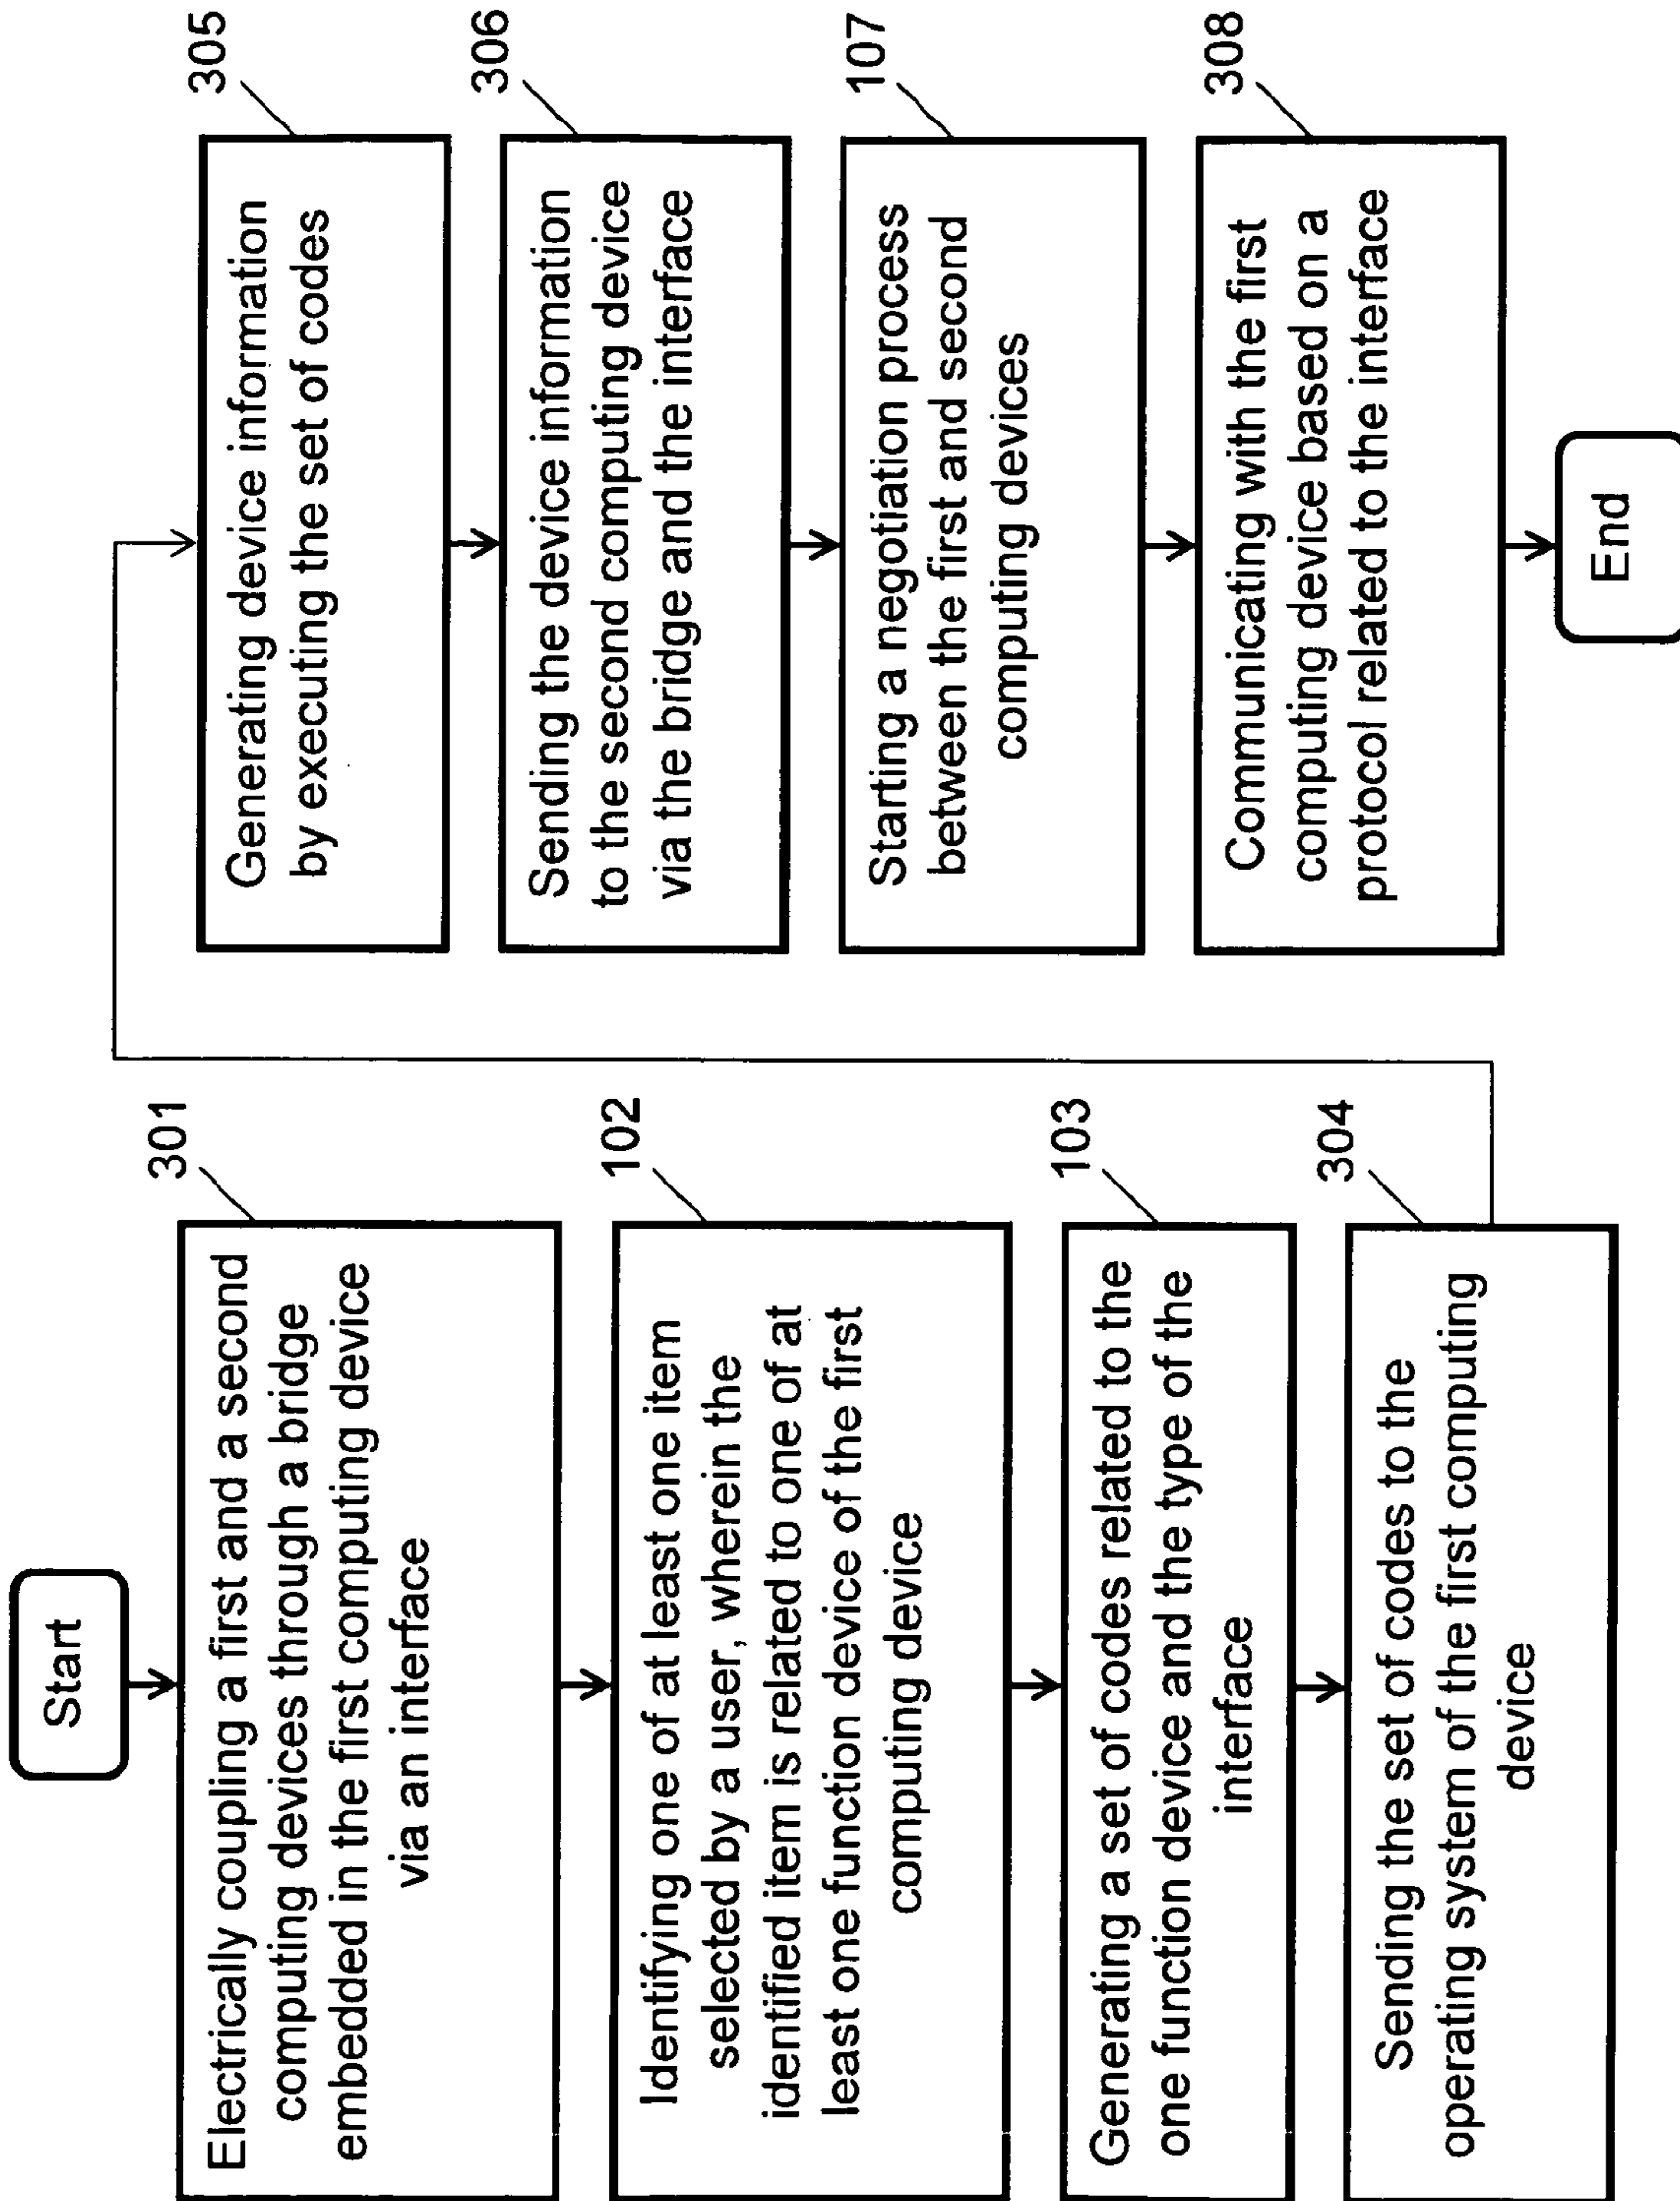 Start
301
Electrically coupling a first and a second
computing devices through a bridge
embedded in the first computing device
via an interface
102
Identifying one of at least one item
selected by a user, wherein the
identified item is related to one of at
least one function device of the first
computing device
103
Generating a set of codes related to the
one function device and the type of the
interface
304
Sending the set of codes to the
operating system of the first computing
device
305
Generating device information
by executing the set of codes
306
Sending the device information
to the second computing device
via the bridge and the interface
107
Starting a negotiation process
between the first and second
computing devices
308
Communicating with the first
computing device based on a
protocol related to the interface
End